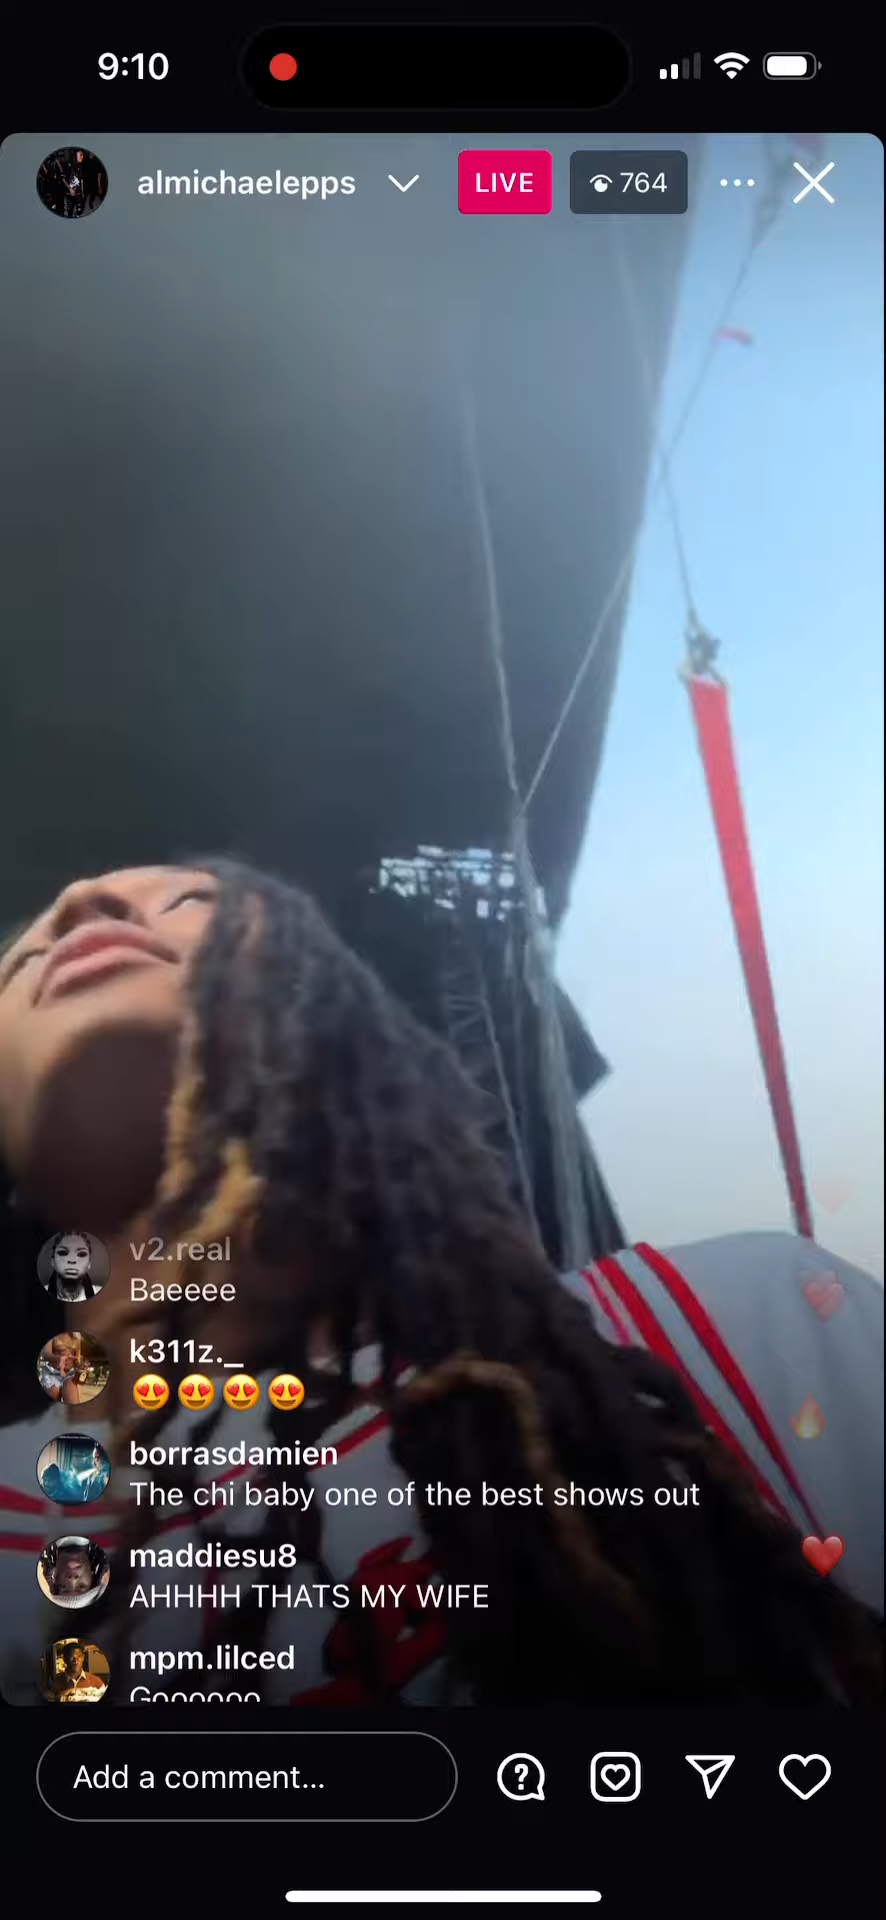 9:10
almichaelepps
LIVE
764
v2.real
Baeeee
k311z._
😍😍😍😍
borrasdamien
The chi baby one of the best shows out
maddiesu8
AHHHH THATS MY WIFE
mpm.lilced
Goooooo
Add a comment...